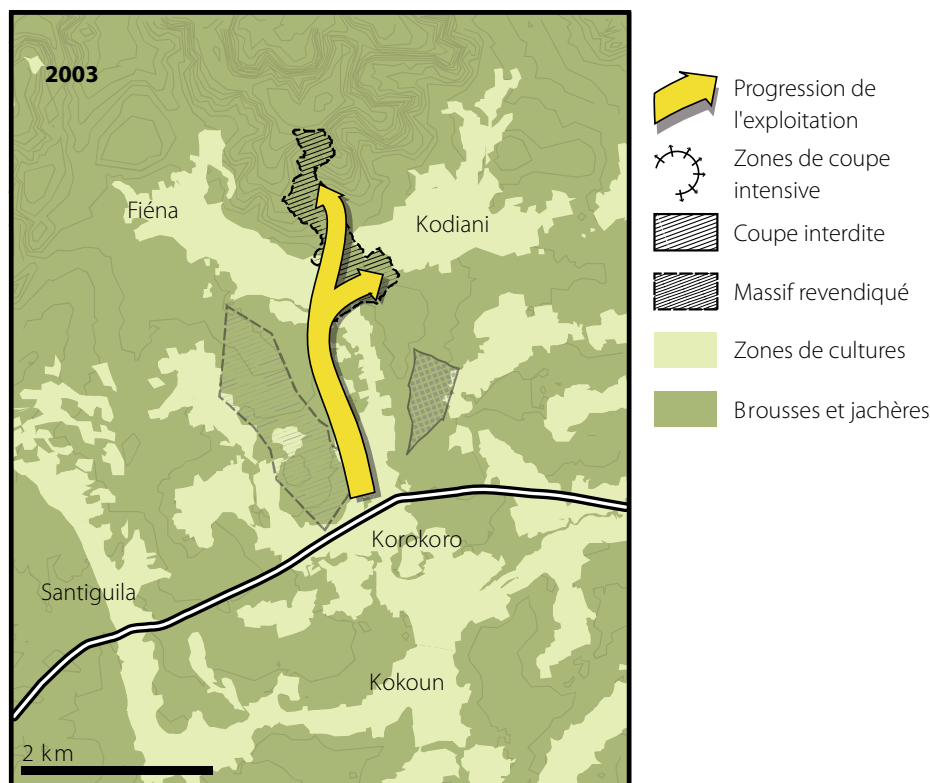 2003
Fiéna
Kodiani
Korokoro
Santiguila
Kokoun
2 km
Progression de
l'exploitation
Zones de coupe
intensive
Coupe interdite
Massif revendiqué
Zones de cultures
Brousses et jachères